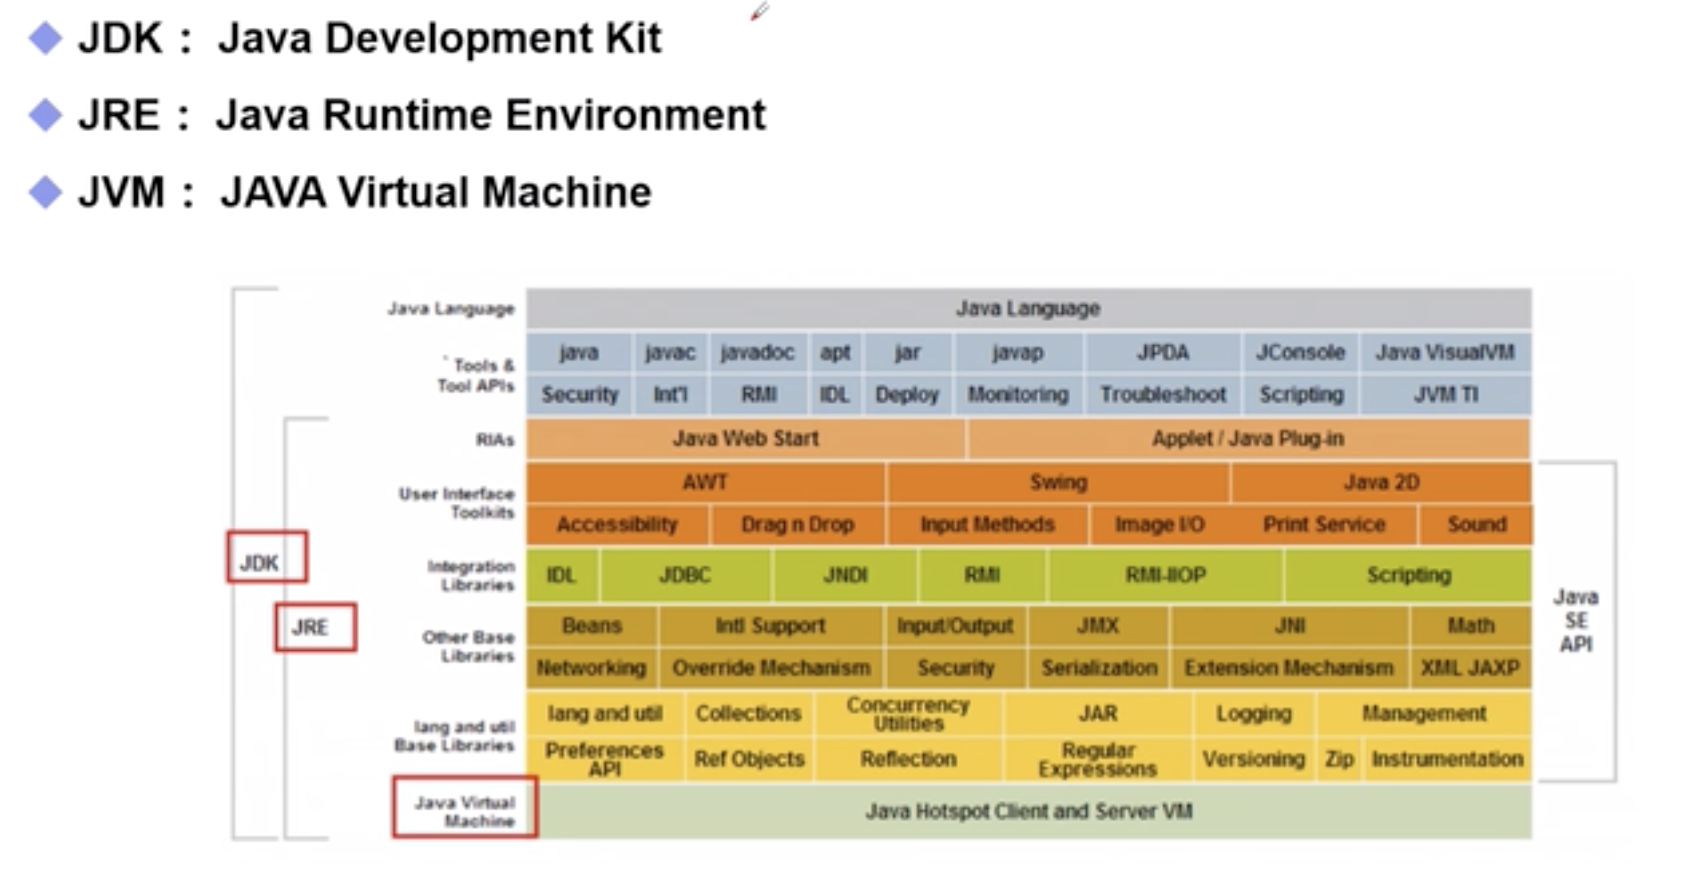 JDK : Java Development Kit
JRE : Java Runtime Environment
JVM : JAVA Virtual Machine
Java Language Java Language
Tools & Tool APIs
java javac javadoc apt jar javap JPDA JConsole Java VisualVM
Security Int'l RMI IDL Deploy Monitoring Troubleshoot Scripting JVM TI
RIAs Java Web Start Applet / Java Plug-in
User Interface Toolkits
AWT Swing Java 2D
Accessibility Drag n Drop Input Methods Image I/O Print Service Sound
Integration Libraries
IDL JDBC JNDI RMI RMI-IIOP Scripting
Other Base Libraries
Beans Intl Support Input/Output JMX JNI Math
Networking Override Mechanism Security Serialization Extension Mechanism XML JAXP
lang and util Base Libraries
lang and util Collections Concurrency Utilities JAR Logging Management
Preferences API Ref Objects Reflection Regular Expressions Versioning Zip Instrumentation
Java Virtual Machine
Java Hotspot Client and Server VM
JDK
JRE
Java SE API